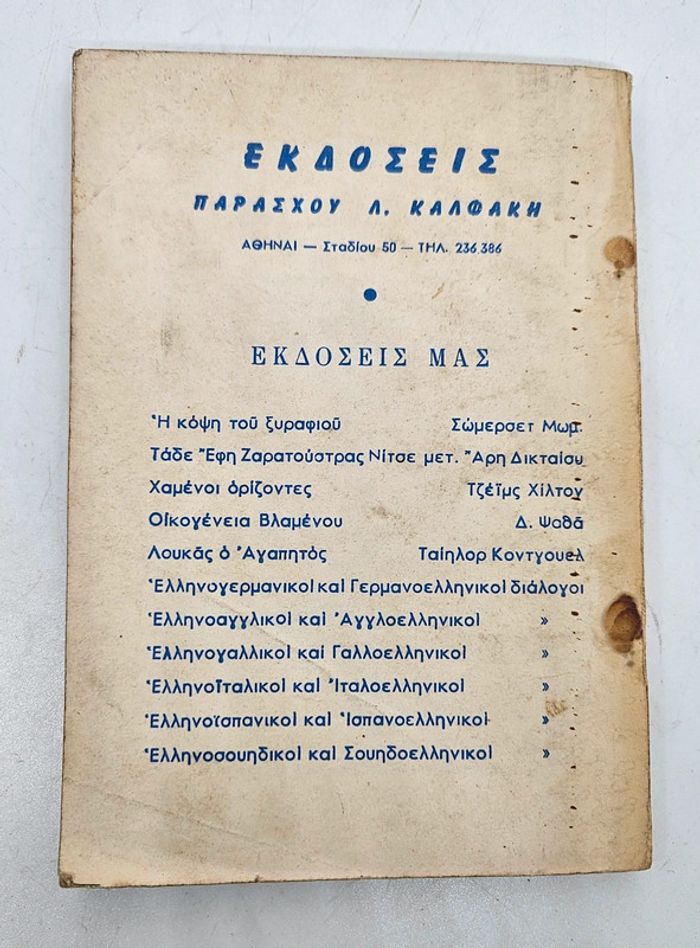 ΕΚΔΟΣΕΙΣ
ΠΑΡΑΣΧΟΥ Λ. ΚΑΛΦΑΚΗ
ΑΘΗΝΑΙ — Σταδίου 50 — ΤΗΛ. 236.386
●
ΕΚΔΟΣΕΙΣ ΜΑΣ
Ἡ κόψη τοῦ ξυραφιοῦ Σώμερσετ Μωμ.
Τάδε Ἔφη Ζαρατούστρας Νίτσε μετ. Ἄρη Δικταίου
Χαμένοι ὁρίζοντες Τζέϊμς Χίλτον
Οἰκογένεια Βλαμένου Δ. Ψαθᾶ
Λουκᾶς ὁ Ἀγαπητὸς Ταίηλορ Κοντγουελ
Ἑλληνογερμανικοὶ καὶ Γερμανοελληνικοὶ διάλογοι
Ἑλληνοαγγλικοὶ καὶ Ἀγγλοελληνικοὶ »
Ἑλληνογαλλικοὶ καὶ Γαλλοελληνικοὶ »
Ἑλληνοϊταλικοὶ καὶ Ἰταλοελληνικοὶ »
Ἑλληνοϊσπανικοὶ καὶ Ἱσπανοελληνικοὶ »
Ἑλληνοσουηδικοὶ καὶ Σουηδοελληνικοὶ »